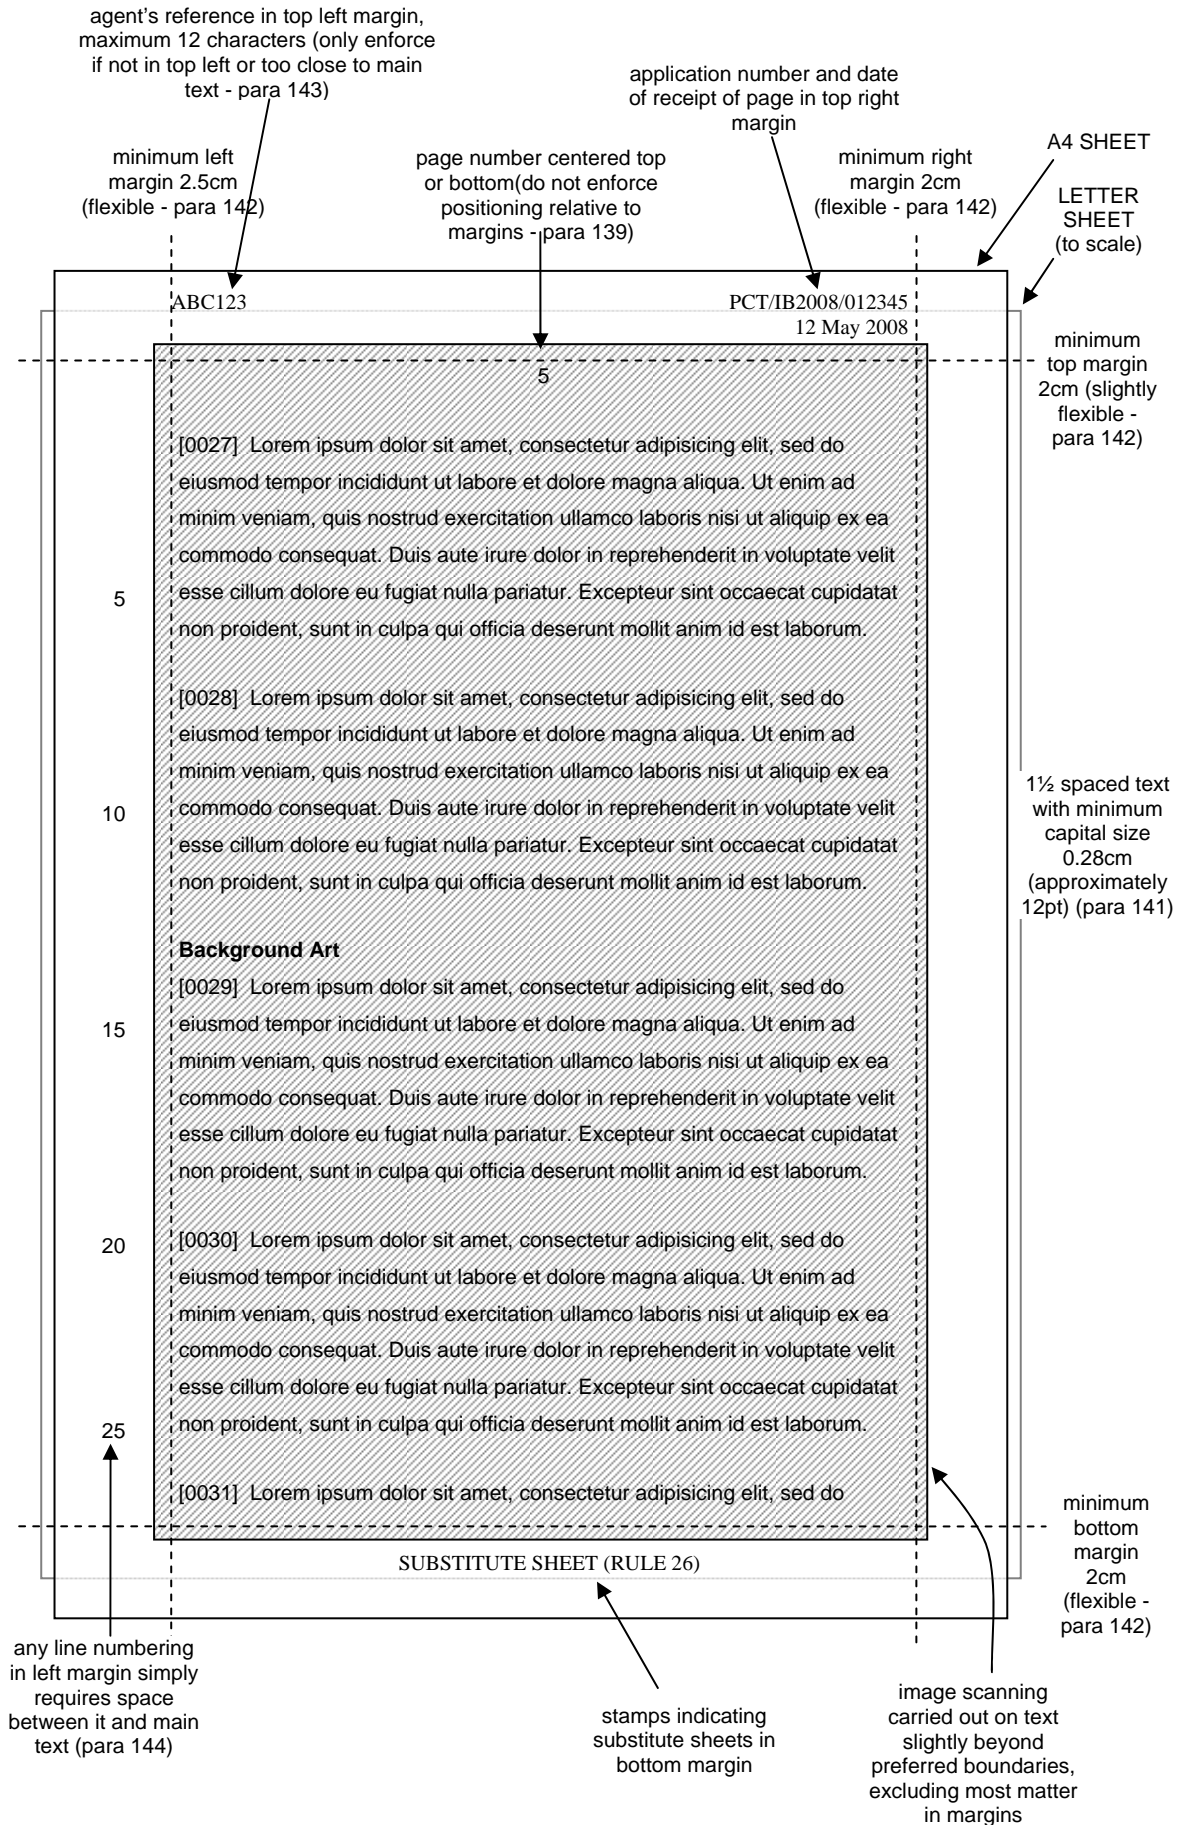 agent’s reference in top left margin,
maximum 12 characters (only enforce
if not in top left or too close to main
text - para 143)
application number and date
of receipt of page in top right
margin
minimum left
margin 2.5cm
(flexible - para 142)
page number centered top
or bottom(do not enforce
positioning relative to
margins - para 139)
minimum right
margin 2cm
(flexible - para 142)
A4 SHEET
LETTER
SHEET
(to scale)
ABC123
PCT/IB2008/012345
12 May 2008
minimum
top margin
2cm (slightly
flexible -
para 142)
5
[0027] Lorem ipsum dolor sit amet, consectetur adipisicing elit, sed do
eiusmod tempor incididunt ut labore et dolore magna aliqua. Ut enim ad
minim veniam, quis nostrud exercitation ullamco laboris nisi ut aliquip ex ea
commodo consequat. Duis aute irure dolor in reprehenderit in voluptate velit
5
esse cillum dolore eu fugiat nulla pariatur. Excepteur sint occaecat cupidatat
non proident, sunt in culpa qui officia deserunt mollit anim id est laborum.
[0028] Lorem ipsum dolor sit amet, consectetur adipisicing elit, sed do
eiusmod tempor incididunt ut labore et dolore magna aliqua. Ut enim ad
minim veniam, quis nostrud exercitation ullamco laboris nisi ut aliquip ex ea
10
commodo consequat. Duis aute irure dolor in reprehenderit in voluptate velit
esse cillum dolore eu fugiat nulla pariatur. Excepteur sint occaecat cupidatat
non proident, sunt in culpa qui officia deserunt mollit anim id est laborum.
1½ spaced text
with minimum
capital size
0.28cm
(approximately
12pt) (para 141)
Background Art
[0029] Lorem ipsum dolor sit amet, consectetur adipisicing elit, sed do
15
eiusmod tempor incididunt ut labore et dolore magna aliqua. Ut enim ad
minim veniam, quis nostrud exercitation ullamco laboris nisi ut aliquip ex ea
commodo consequat. Duis aute irure dolor in reprehenderit in voluptate velit
esse cillum dolore eu fugiat nulla pariatur. Excepteur sint occaecat cupidatat
non proident, sunt in culpa qui officia deserunt mollit anim id est laborum.
20
[0030] Lorem ipsum dolor sit amet, consectetur adipisicing elit, sed do
eiusmod tempor incididunt ut labore et dolore magna aliqua. Ut enim ad
minim veniam, quis nostrud exercitation ullamco laboris nisi ut aliquip ex ea
commodo consequat. Duis aute irure dolor in reprehenderit in voluptate velit
esse cillum dolore eu fugiat nulla pariatur. Excepteur sint occaecat cupidatat
25
non proident, sunt in culpa qui officia deserunt mollit anim id est laborum.
[0031] Lorem ipsum dolor sit amet, consectetur adipisicing elit, sed do
minimum
bottom
margin
2cm
(flexible -
para 142)
SUBSTITUTE SHEET (RULE 26)
any line numbering
in left margin simply
requires space
between it and main
text (para 144)
stamps indicating
substitute sheets in
bottom margin
image scanning
carried out on text
slightly beyond
preferred boundaries,
excluding most matter
in margins